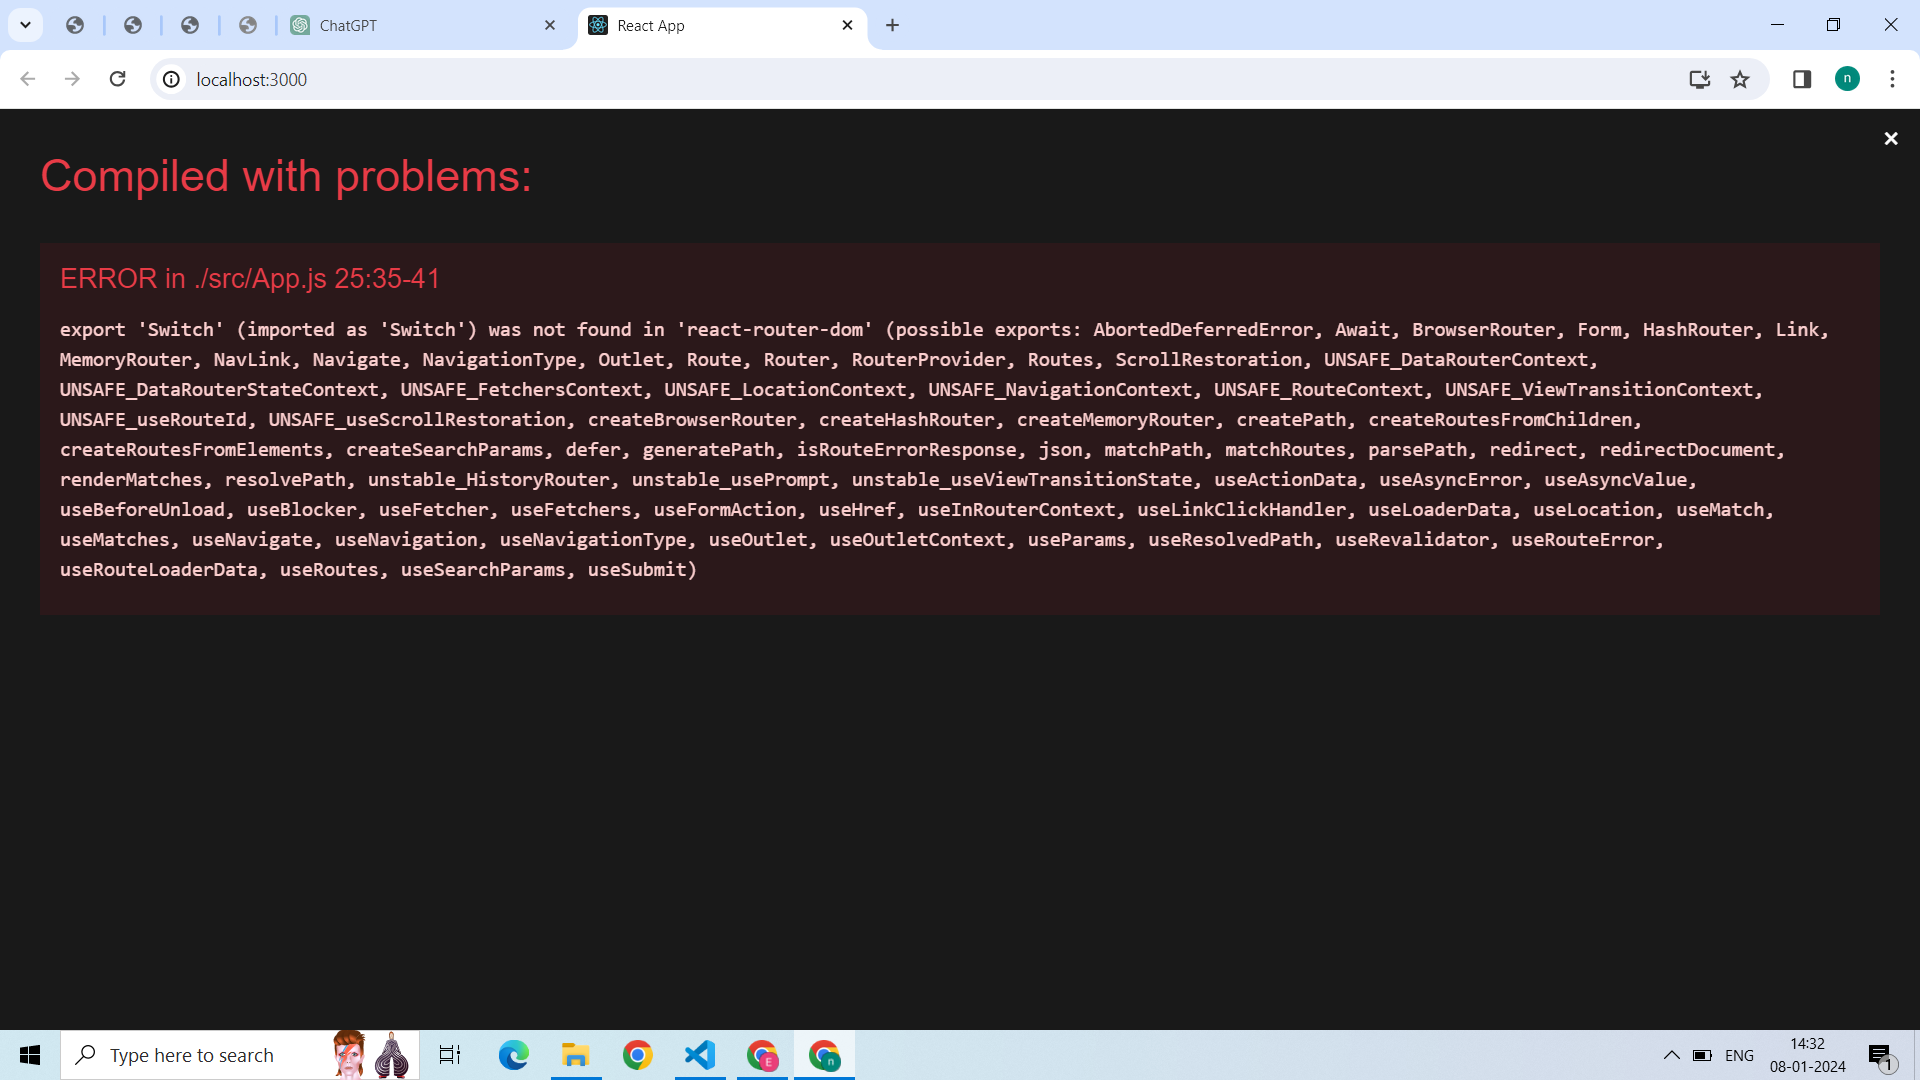 ChatGPT
React App
localhost:3000
n
Compiled with problems:
ERROR in ./src/App.js 25:35-41
export 'Switch' (imported as 'Switch') was not found in 'react-router-dom' (possible exports: AbortedDeferredError, Await, BrowserRouter, Form, HashRouter, Link,
MemoryRouter, NavLink, Navigate, NavigationType, Outlet, Route, Router, RouterProvider, Routes, ScrollRestoration, UNSAFE_DataRouterContext,
UNSAFE_DataRouterStateContext, UNSAFE_FetchersContext, UNSAFE_LocationContext, UNSAFE_NavigationContext, UNSAFE_RouteContext, UNSAFE_ViewTransitionContext,
UNSAFE_useRouteId, UNSAFE_useScrollRestoration, createBrowserRouter, createHashRouter, createMemoryRouter, createPath, createRoutesFromChildren,
createRoutesFromElements, createSearchParams, defer, generatePath, isRouteErrorResponse, json, matchPath, matchRoutes, parsePath, redirect, redirectDocument,
renderMatches, resolvePath, unstable_HistoryRouter, unstable_usePrompt, unstable_useViewTransitionState, useActionData, useAsyncError, useAsyncValue,
useBeforeUnload, useBlocker, useFetcher, useFetchers, useFormAction, useHref, useInRouterContext, useLinkClickHandler, useLoaderData, useLocation, useMatch,
useMatches, useNavigate, useNavigation, useNavigationType, useOutlet, useOutletContext, useParams, useResolvedPath, useRevalidator, useRouteError,
useRouteLoaderData, useRoutes, useSearchParams, useSubmit)
Type here to search
E
n
ENG
14:32
08-01-2024
1